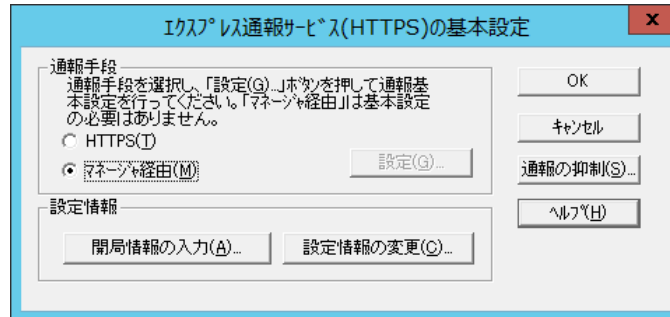 ｴｸｽﾌﾟﾚｽ通報ｻｰﾋﾞｽ(HTTPS)の基本設定
x
通報手段
通報手段を選択し、「設定(G)...」ﾎﾞﾀﾝを押して通報基
本設定を行ってください。「ﾏﾈｰｼﾞｬ経由」は基本設定
の必要はありません。
HTTPS(T)
ﾏﾈｰｼﾞｬ経由(M)
設定(G)...
設定情報
開局情報の入力(A)...
設定情報の変更(C)...
OK
ｷｬﾝｾﾙ
通報の抑制(S)...
ﾍﾙﾌﾟ(H)